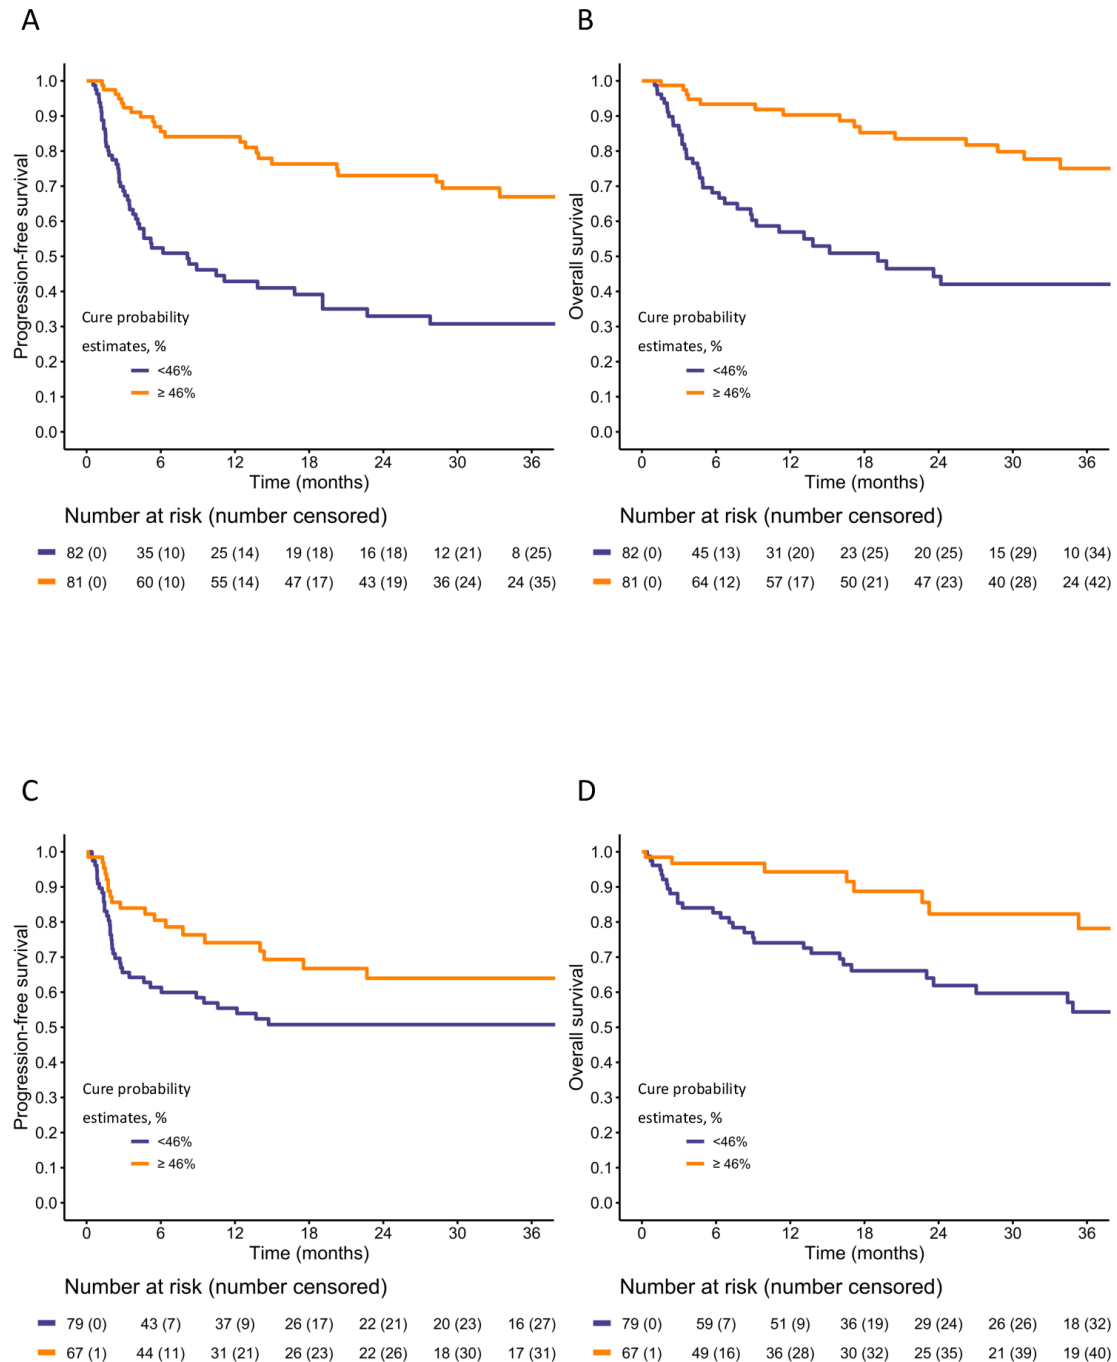 A
Progression-free survival
1.0
0.9
0.8
0.7
0.6
0.5
0.4
0.3
0.2
0.1
0.0
Cure probability
estimates, %
<46%
≥ 46%
0 6 12 18 24 30 36
Time (months)
Number at risk (number censored)
82 (0) 35 (10) 25 (14) 19 (18) 16 (18) 12 (21) 8 (25)
81 (0) 60 (10) 55 (14) 47 (17) 43 (19) 36 (24) 24 (35)
B
Overall survival
1.0
0.9
0.8
0.7
0.6
0.5
0.4
0.3
0.2
0.1
0.0
Cure probability
estimates, %
<46%
≥ 46%
0 6 12 18 24 30 36
Time (months)
Number at risk (number censored)
82 (0) 45 (13) 31 (20) 23 (25) 20 (25) 15 (29) 10 (34)
81 (0) 64 (12) 57 (17) 50 (21) 47 (23) 40 (28) 24 (42)
C
Progression-free survival
1.0
0.9
0.8
0.7
0.6
0.5
0.4
0.3
0.2
0.1
0.0
Cure probability
estimates, %
<46%
≥ 46%
0 6 12 18 24 30 36
Time (months)
Number at risk (number censored)
79 (0) 43 (7) 37 (9) 26 (17) 22 (21) 20 (23) 16 (27)
67 (1) 44 (11) 31 (21) 26 (23) 22 (26) 18 (30) 17 (31)
D
Overall survival
1.0
0.9
0.8
0.7
0.6
0.5
0.4
0.3
0.2
0.1
0.0
Cure probability
estimates, %
<46%
≥ 46%
0 6 12 18 24 30 36
Time (months)
Number at risk (number censored)
79 (0) 59 (7) 51 (9) 36 (19) 29 (24) 26 (26) 18 (32)
67 (1) 49 (16) 36 (28) 30 (32) 25 (35) 21 (39) 19 (40)